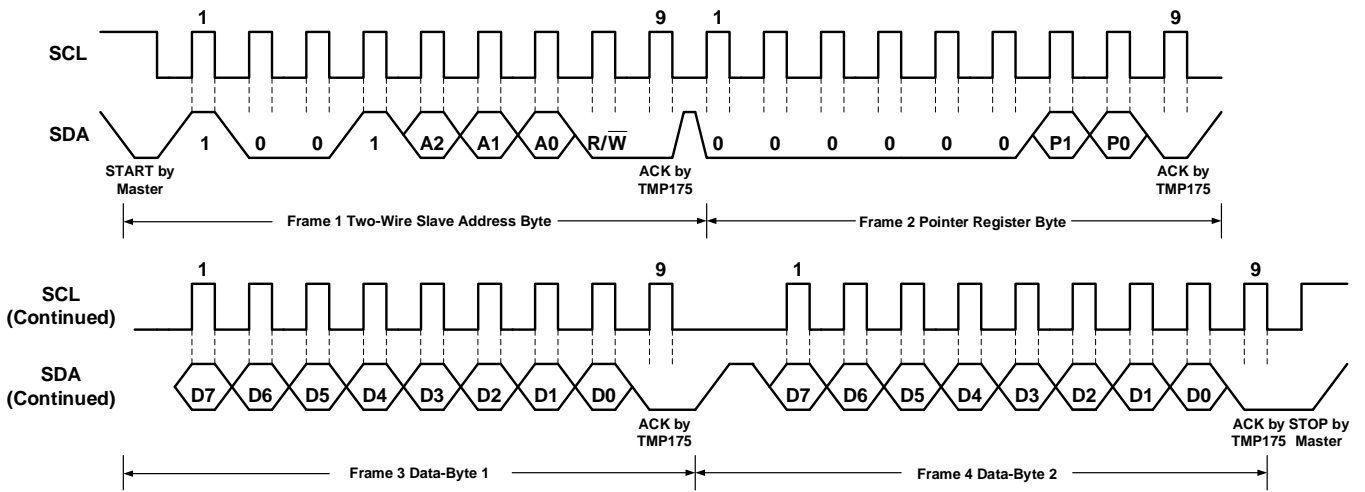 1 9 1 9
SCL
SDA
1 0 0 1 A2 A1 A0 R/W̅ 0 0 0 0 0 0 P1 P0
START by Master
ACK by TMP175
ACK by TMP175
Frame 1 Two-Wire Slave Address Byte
Frame 2 Pointer Register Byte
1 9 1 9
SCL
(Continued)
SDA
(Continued)
D7 D6 D5 D4 D3 D2 D1 D0 D7 D6 D5 D4 D3 D2 D1 D0
ACK by TMP175
ACK by TMP175
STOP by Master
Frame 3 Data-Byte 1
Frame 4 Data-Byte 2